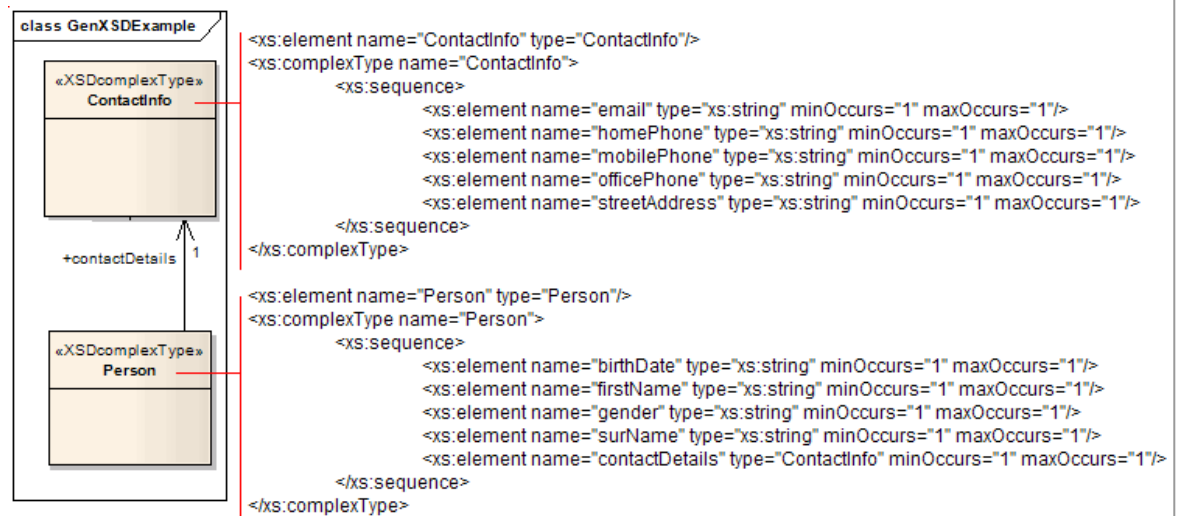 class GenXSDExample
«XSDcomplexType»
ContactInfo
+contactDetails
1
«XSDcomplexType»
Person
<xs:element name="ContactInfo" type="ContactInfo"/>
<xs:complexType name="ContactInfo">
<xs:sequence>
<xs:element name="email" type="xs:string" minOccurs="1" maxOccurs="1"/>
<xs:element name="homePhone" type="xs:string" minOccurs="1" maxOccurs="1"/>
<xs:element name="mobilePhone" type="xs:string" minOccurs="1" maxOccurs="1"/>
<xs:element name="officePhone" type="xs:string" minOccurs="1" maxOccurs="1"/>
<xs:element name="streetAddress" type="xs:string" minOccurs="1" maxOccurs="1"/>
</xs:sequence>
</xs:complexType>
<xs:element name="Person" type="Person"/>
<xs:complexType name="Person">
<xs:sequence>
<xs:element name="birthDate" type="xs:string" minOccurs="1" maxOccurs="1"/>
<xs:element name="firstName" type="xs:string" minOccurs="1" maxOccurs="1"/>
<xs:element name="gender" type="xs:string" minOccurs="1" maxOccurs="1"/>
<xs:element name="surName" type="xs:string" minOccurs="1" maxOccurs="1"/>
<xs:element name="contactDetails" type="ContactInfo" minOccurs="1" maxOccurs="1"/>
</xs:sequence>
</xs:complexType>